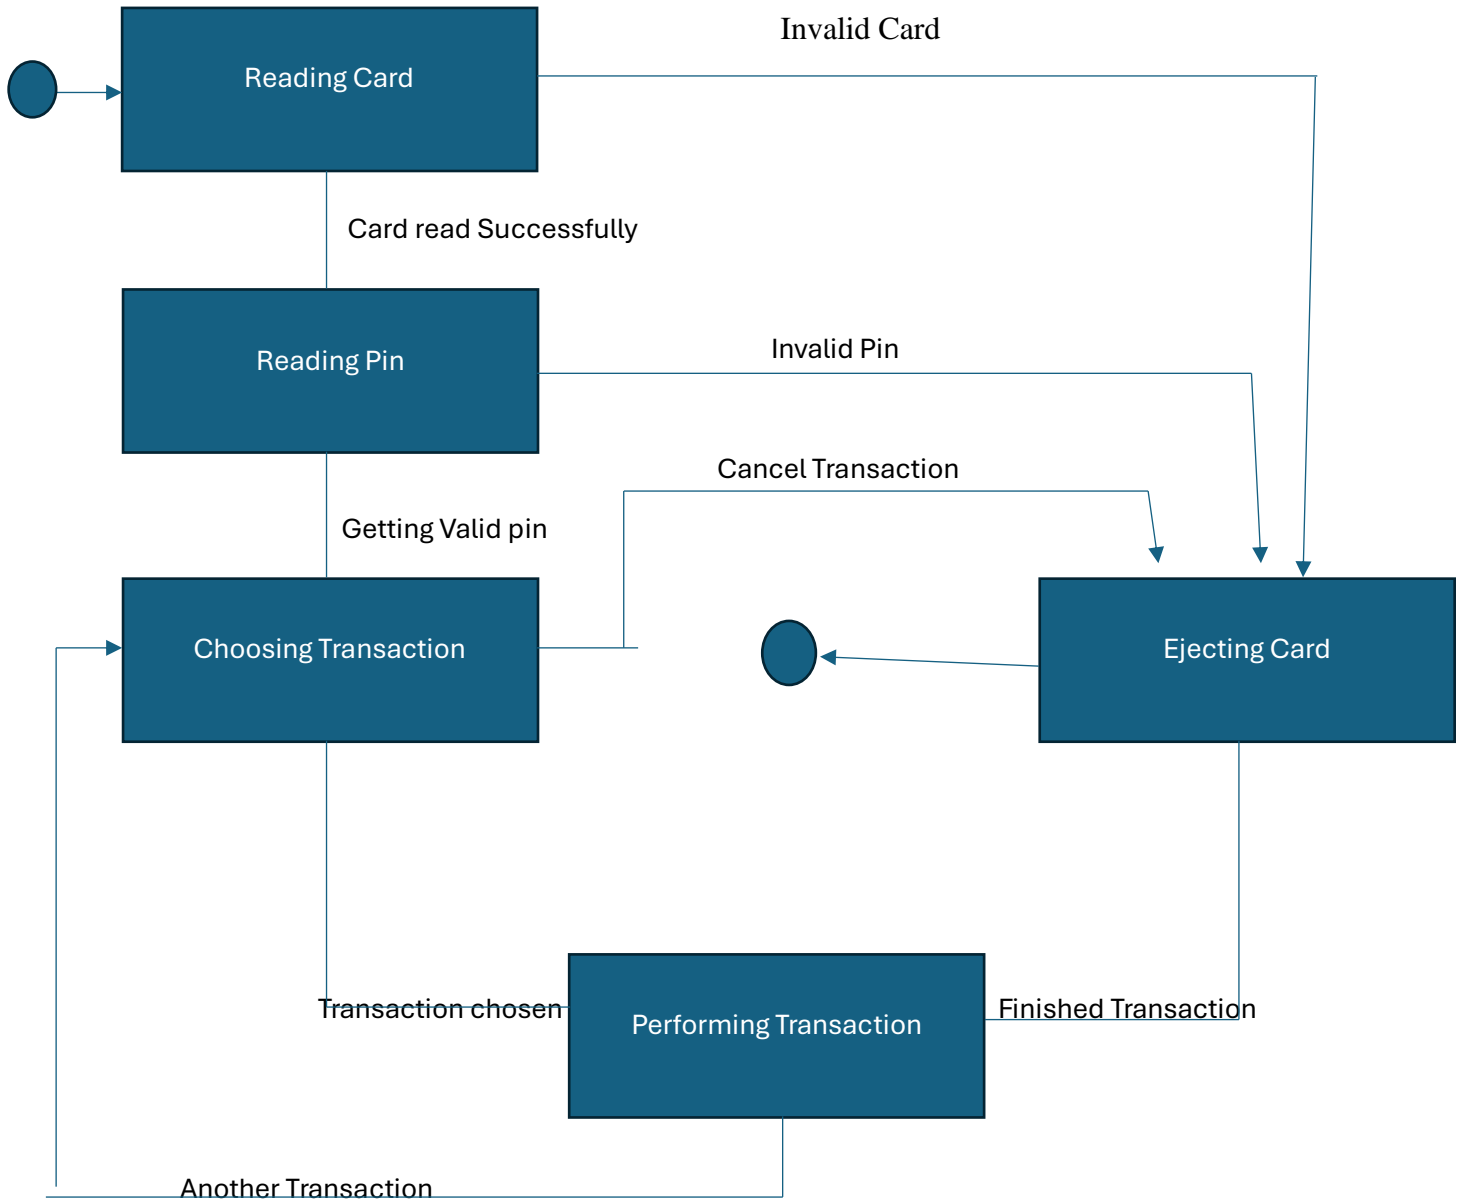 Invalid Card
Reading Card
Card read Successfully
Invalid Pin
Reading Pin
Cancel Transaction
Getting Valid pin
Choosing Transaction
Ejecting Card
Transaction chosen
Finished Transaction
Performing Transaction
Another Transaction